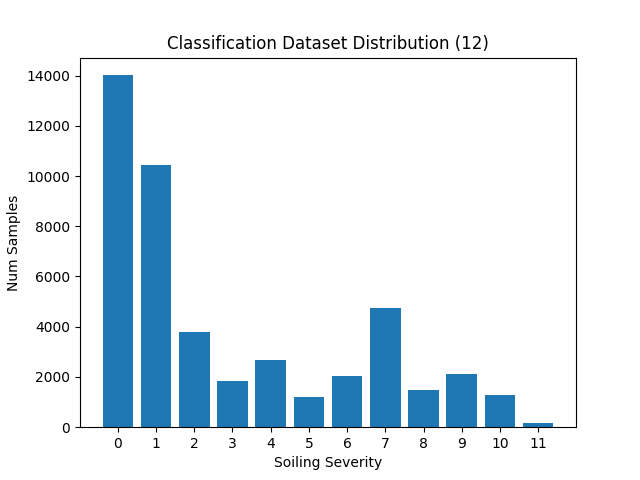 Classification Dataset Distribution (12)
14000
12000
10000
8000
6000
4000
2000
0
Num Samples
0 1 2 3 4 5 6 7 8 9 10 11
Soiling Severity